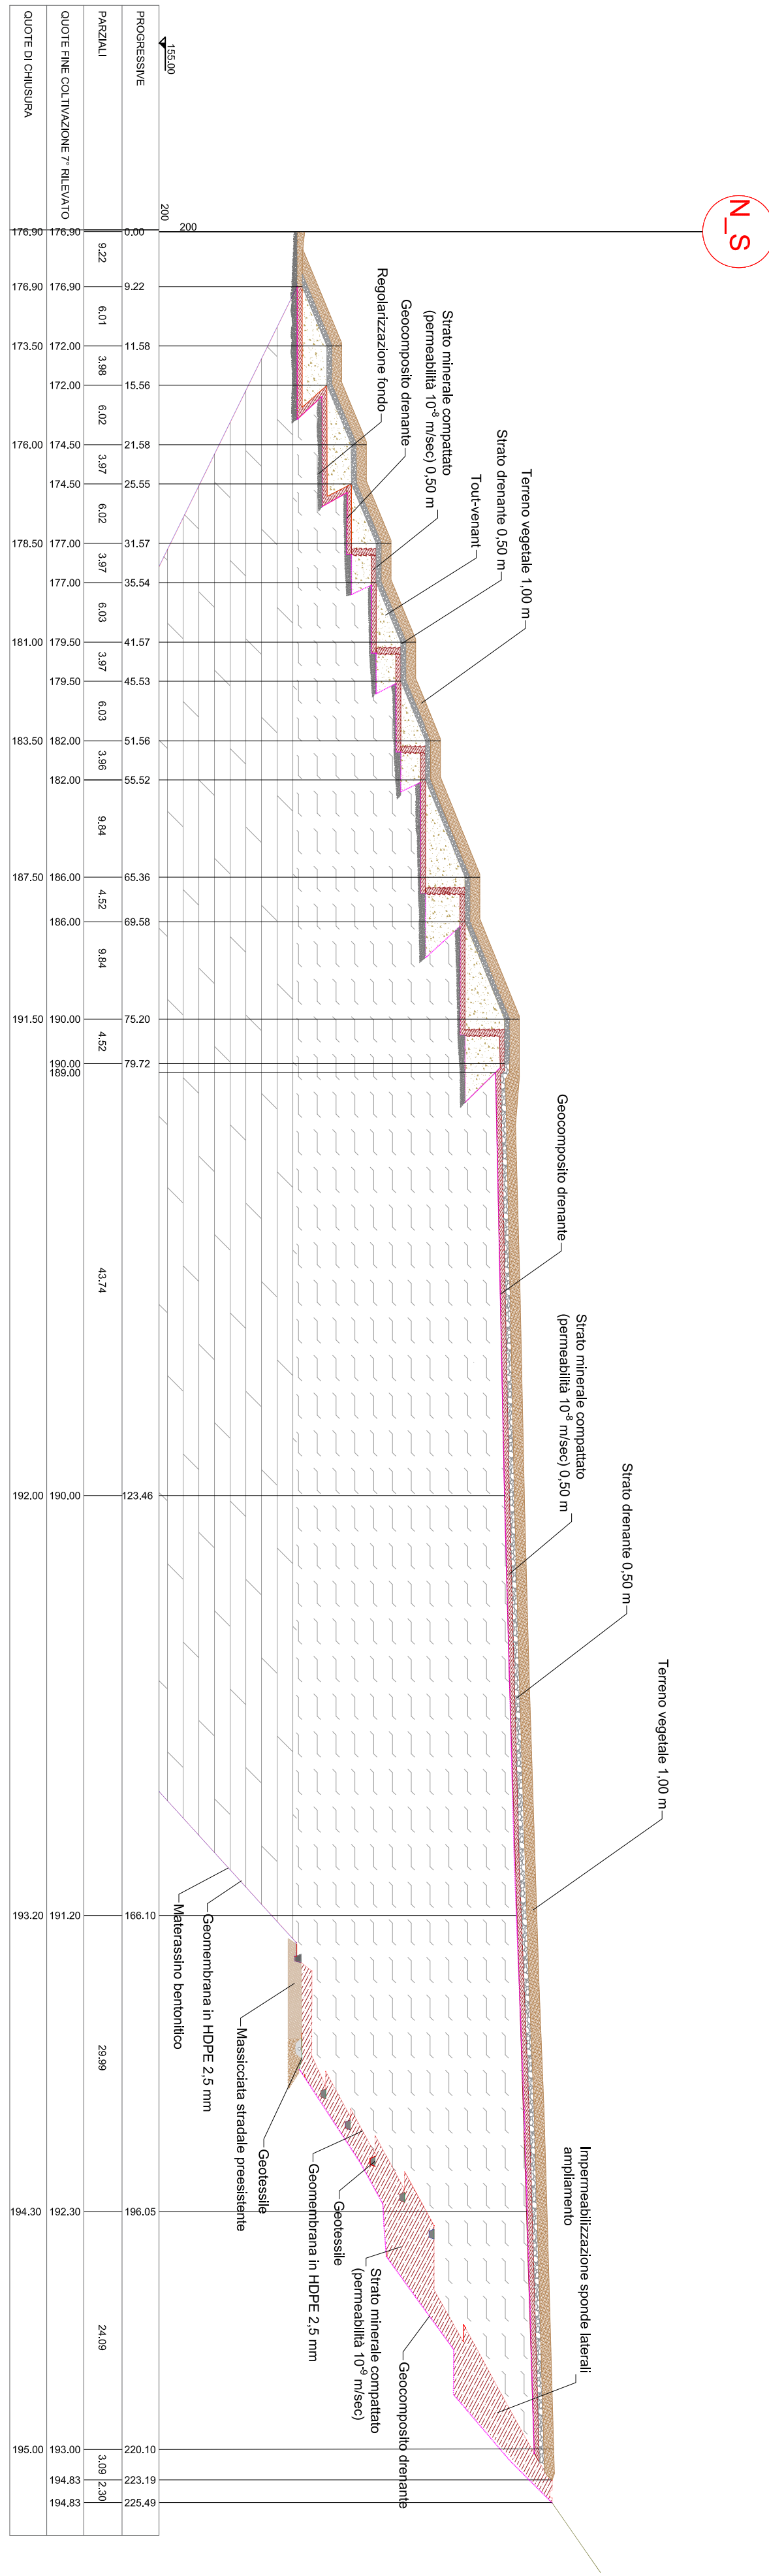 N_S
155.00
200
200
Terreno vegetale 1,00 m
Strato drenante 0,50 m
Tout-venant
Strato minerale compattato
(permeabilità 10⁻⁸ m/sec) 0,50 m
Geocomposito drenante
Regolarizzazione fondo
Geocomposito drenante
Strato minerale compattato
(permeabilità 10⁻⁸ m/sec) 0,50 m
Strato drenante 0,50 m
Terreno vegetale 1,00 m
Impermeabilizzazione sponde laterali
ampliamento
Materassino bentonitico
Geomembrana in HDPE 2,5 mm
Massicciata stradale preesistente
Geotessile
Geomembrana in HDPE 2,5 mm
Geotessile
Strato minerale compattato
(permeabilità 10⁻⁹ m/sec)
Geocomposito drenante
PROGRESSIVE 0.00 9.22 11.58 15.56 21.58 25.55 31.57 35.54 41.57 45.53 51.56 55.52 65.36 69.58 75.20 79.72 123.46 166.10 196.05 220.10 223.19 225.49
PARZIALI 9.22 6.01 3.98 6.02 3.97 6.02 3.97 6.03 3.97 6.03 3.96 9.84 4.52 9.84 4.52 43.74 29.99 24.09 3.09 2.30
QUOTE FINE COLTIVAZIONE 7° RILEVATO 176.90 176.90 172.00 172.00 174.50 174.50 177.00 177.00 179.50 179.50 182.00 182.00 186.00 186.00 190.00 190.00 189.00 190.00 191.20 192.30 193.00 194.83 194.83
QUOTE DI CHIUSURA 176.90 176.90 173.50 176.00 178.50 181.00 183.50 187.50 191.50 192.00 193.20 194.30 195.00